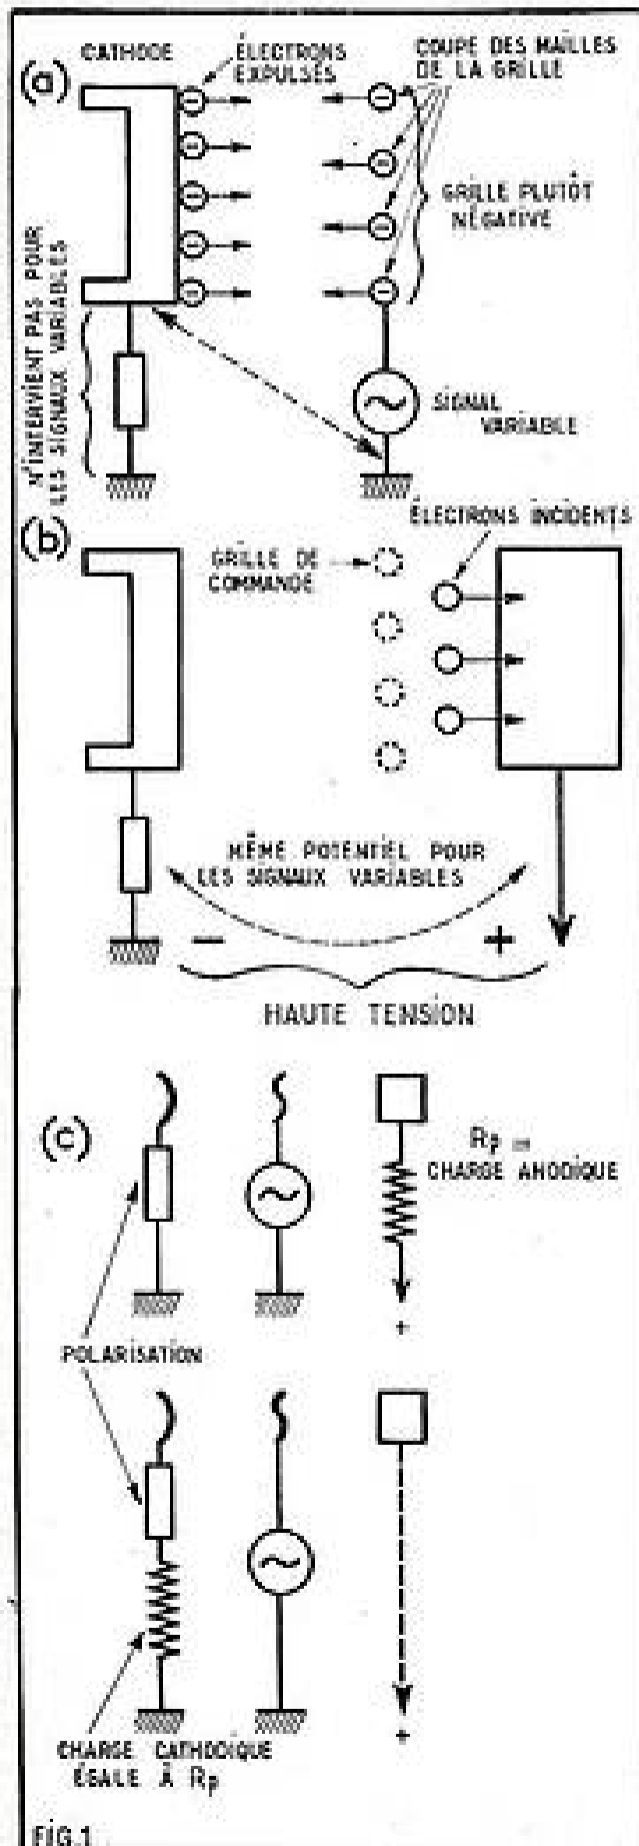 (a)
CATHODE
ÉLECTRONS
EXPULSÉS
COUPE DES MAILLES
DE LA GRILLE
GRILLE PLUTÔT
NÉGATIVE
N'INTERVIENT PAS POUR
LES SIGNAUX VARIABLES
SIGNAL
VARIABLE
(b)
ÉLECTRONS INCIDENTS
GRILLE DE
COMMANDE
MÊME POTENTIEL POUR
LES SIGNAUX VARIABLES
− +
HAUTE TENSION
(c)
Rp =
CHARGE ANODIQUE
+
POLARISATION
+
CHARGE CATHODIQUE
ÉGALE À Rp
FIG.1